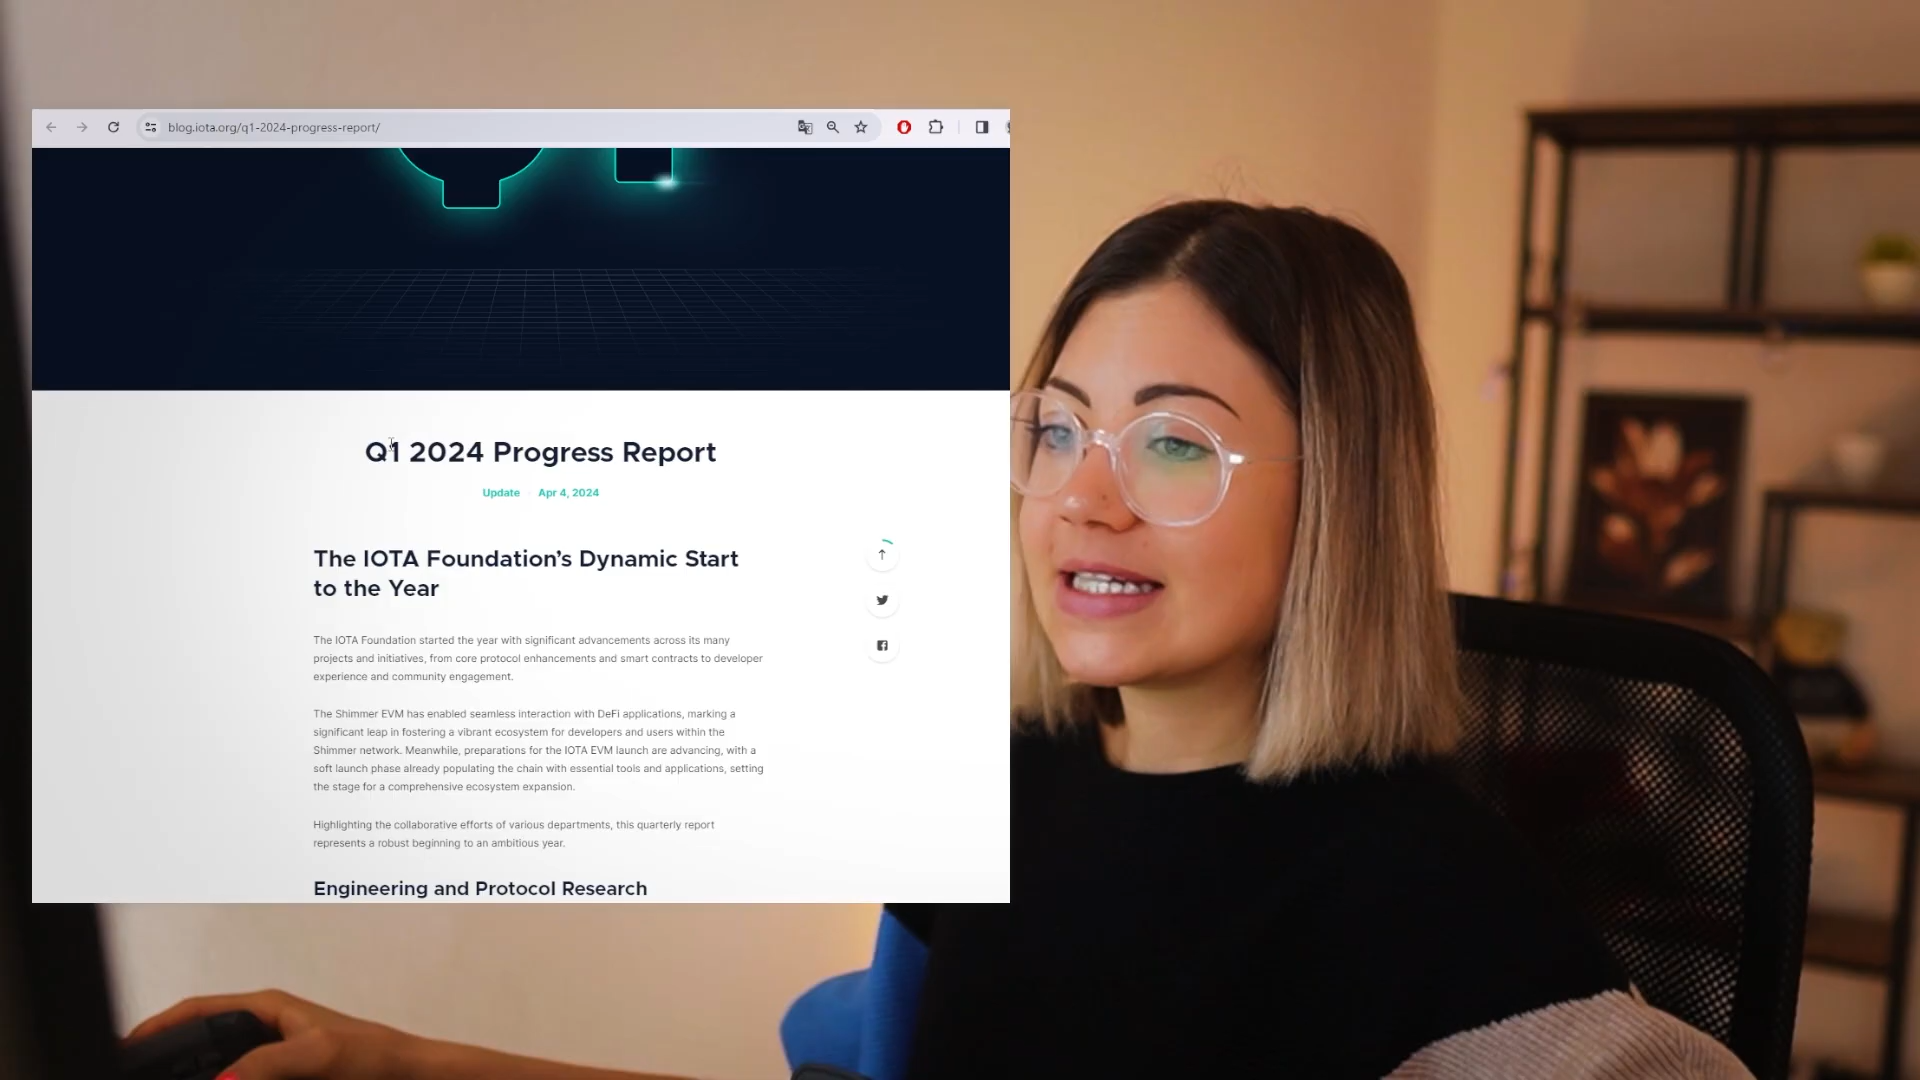 blog.iota.org/q1-2024-progress-report/
Q1 2024 Progress Report
Update
Apr 4, 2024
The IOTA Foundation’s Dynamic Start
to the Year
The IOTA Foundation started the year with significant advancements across its many
projects and initiatives, from core protocol enhancements and smart contracts to developer
experience and community engagement.
The Shimmer EVM has enabled seamless interaction with DeFi applications, marking a
significant leap in fostering a vibrant ecosystem for developers and users within the
Shimmer network. Meanwhile, preparations for the IOTA EVM launch are advancing, with a
soft launch phase already populating the chain with essential tools and applications, setting
the stage for a comprehensive ecosystem expansion.
Highlighting the collaborative efforts of various departments, this quarterly report
represents a robust beginning to an ambitious year.
Engineering and Protocol Research